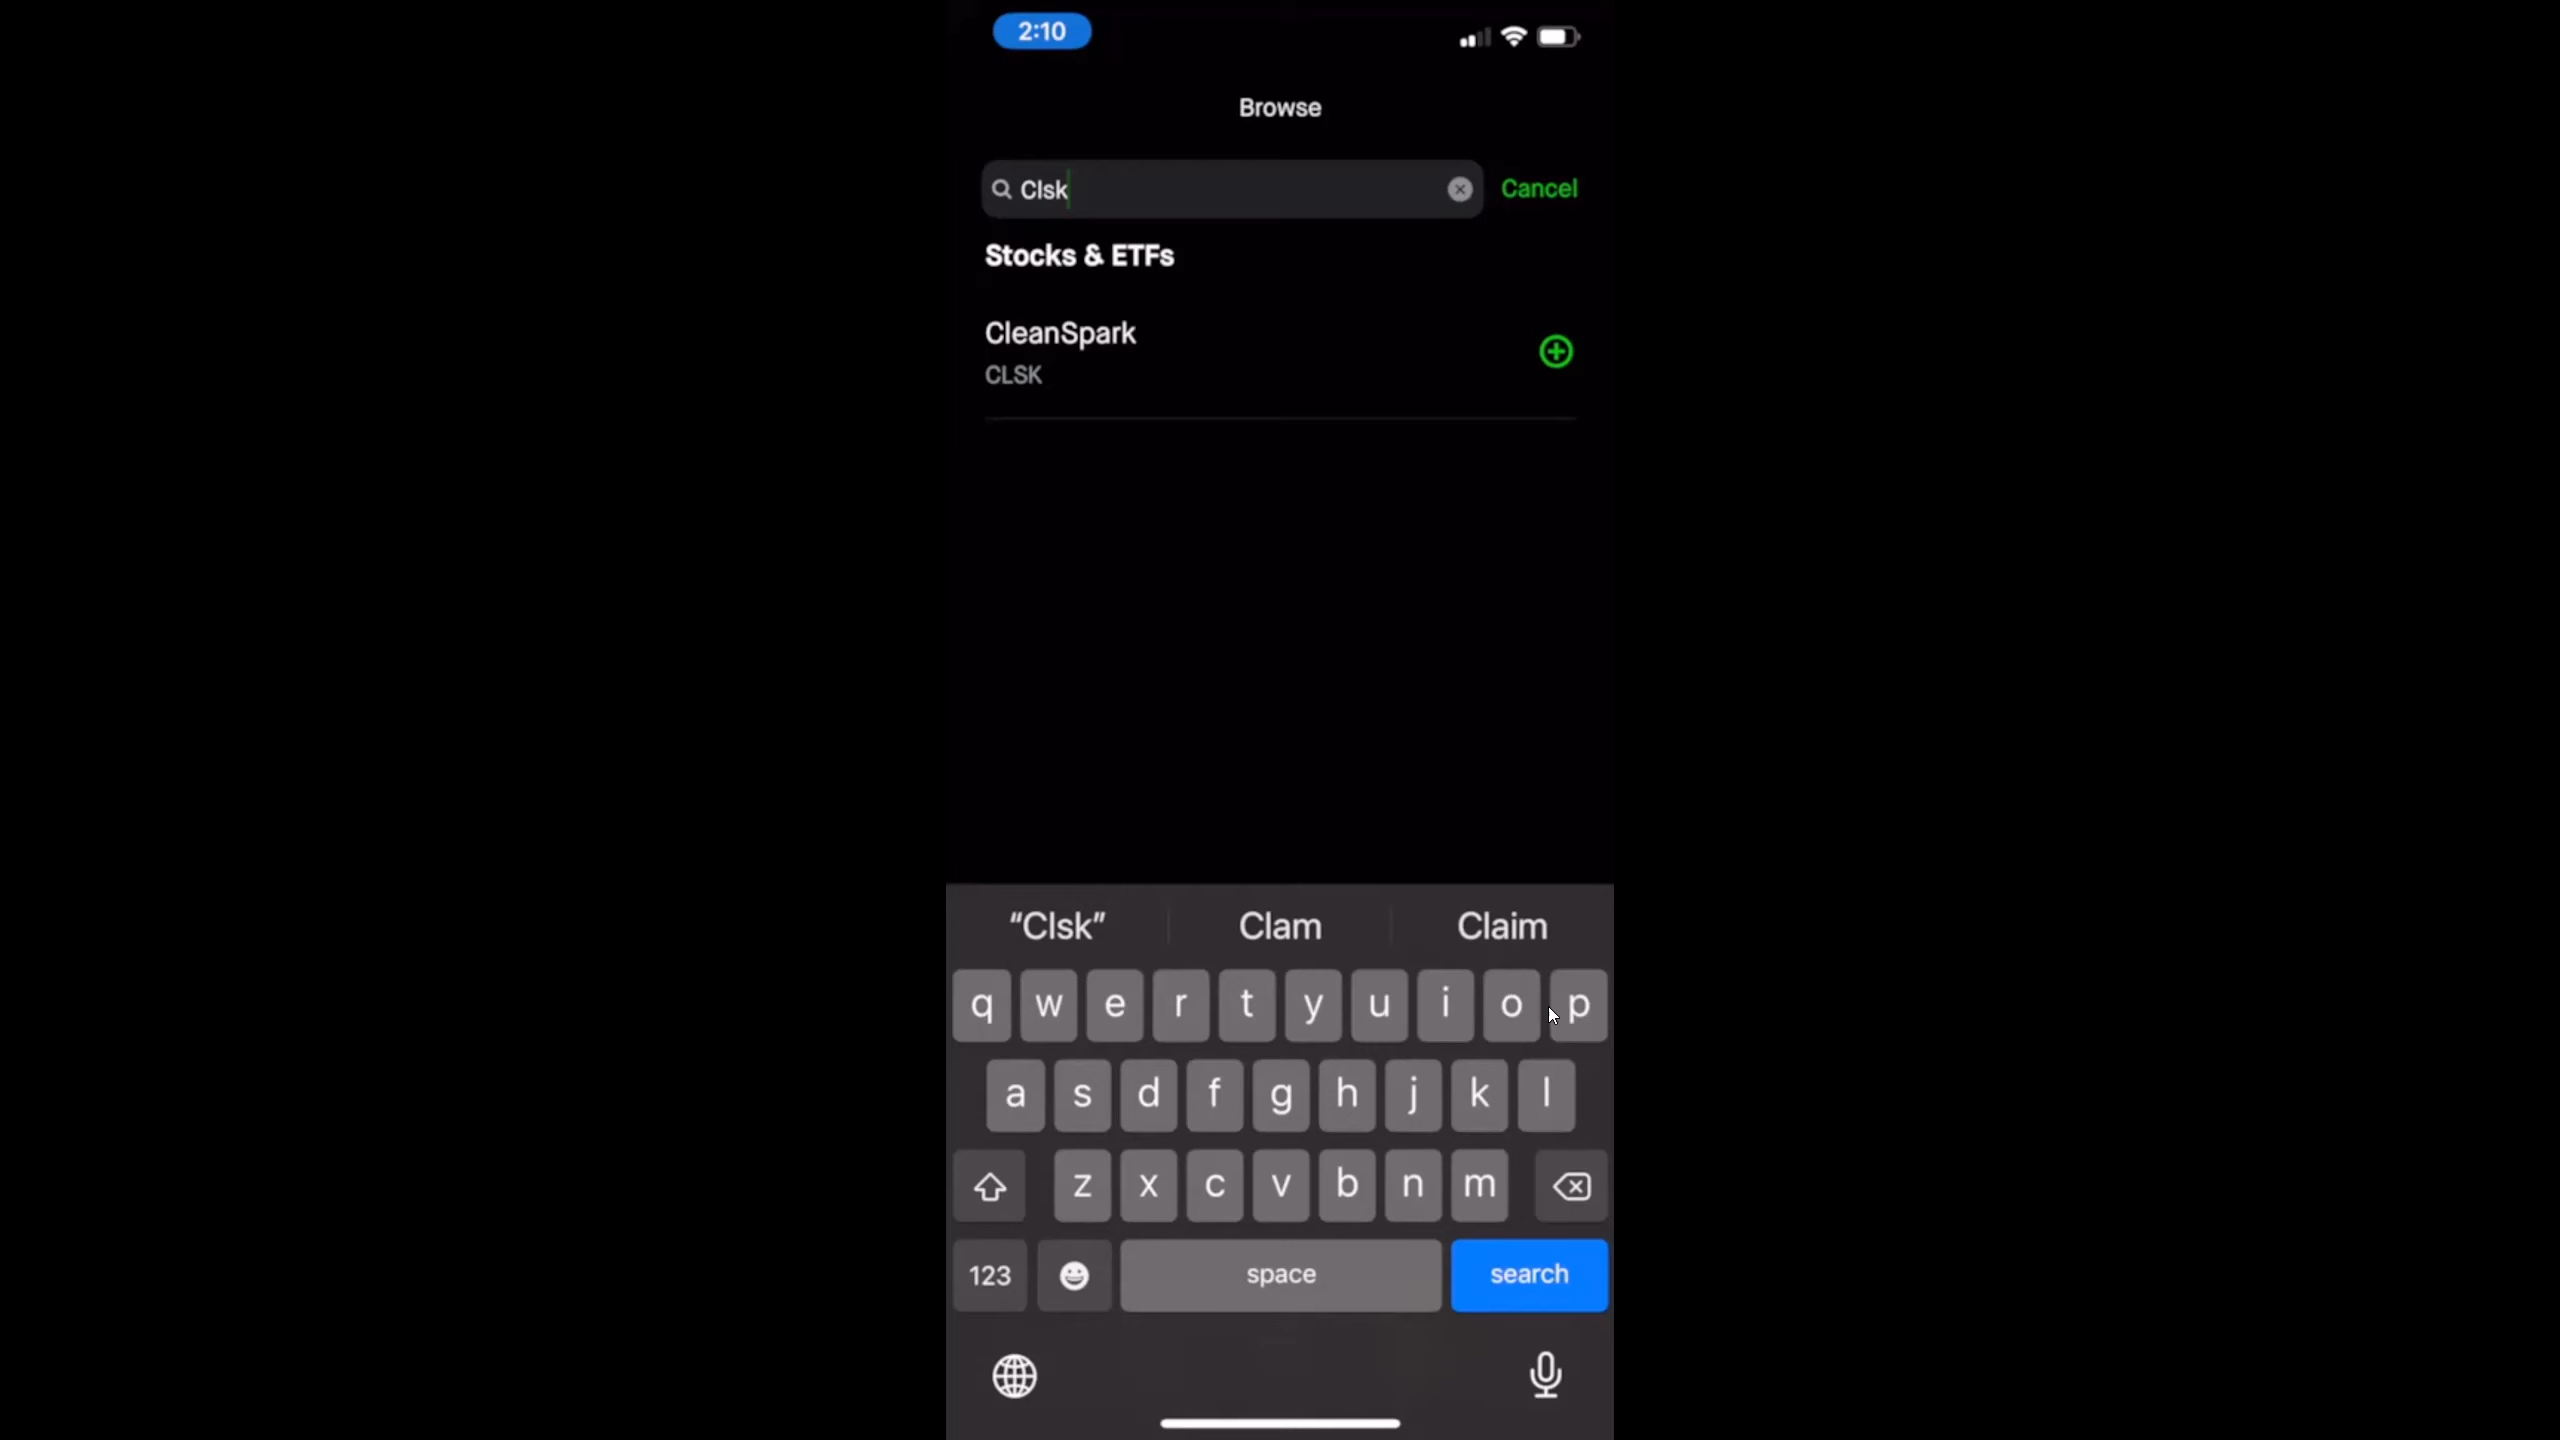 2:10
Browse
Clsk
Cancel
Stocks & ETFs
CleanSpark
CLSK
“Clsk”
Clam
Claim
q w e r t y u i o p
a s d f g h j k l
z x c v b n m
123
space
search